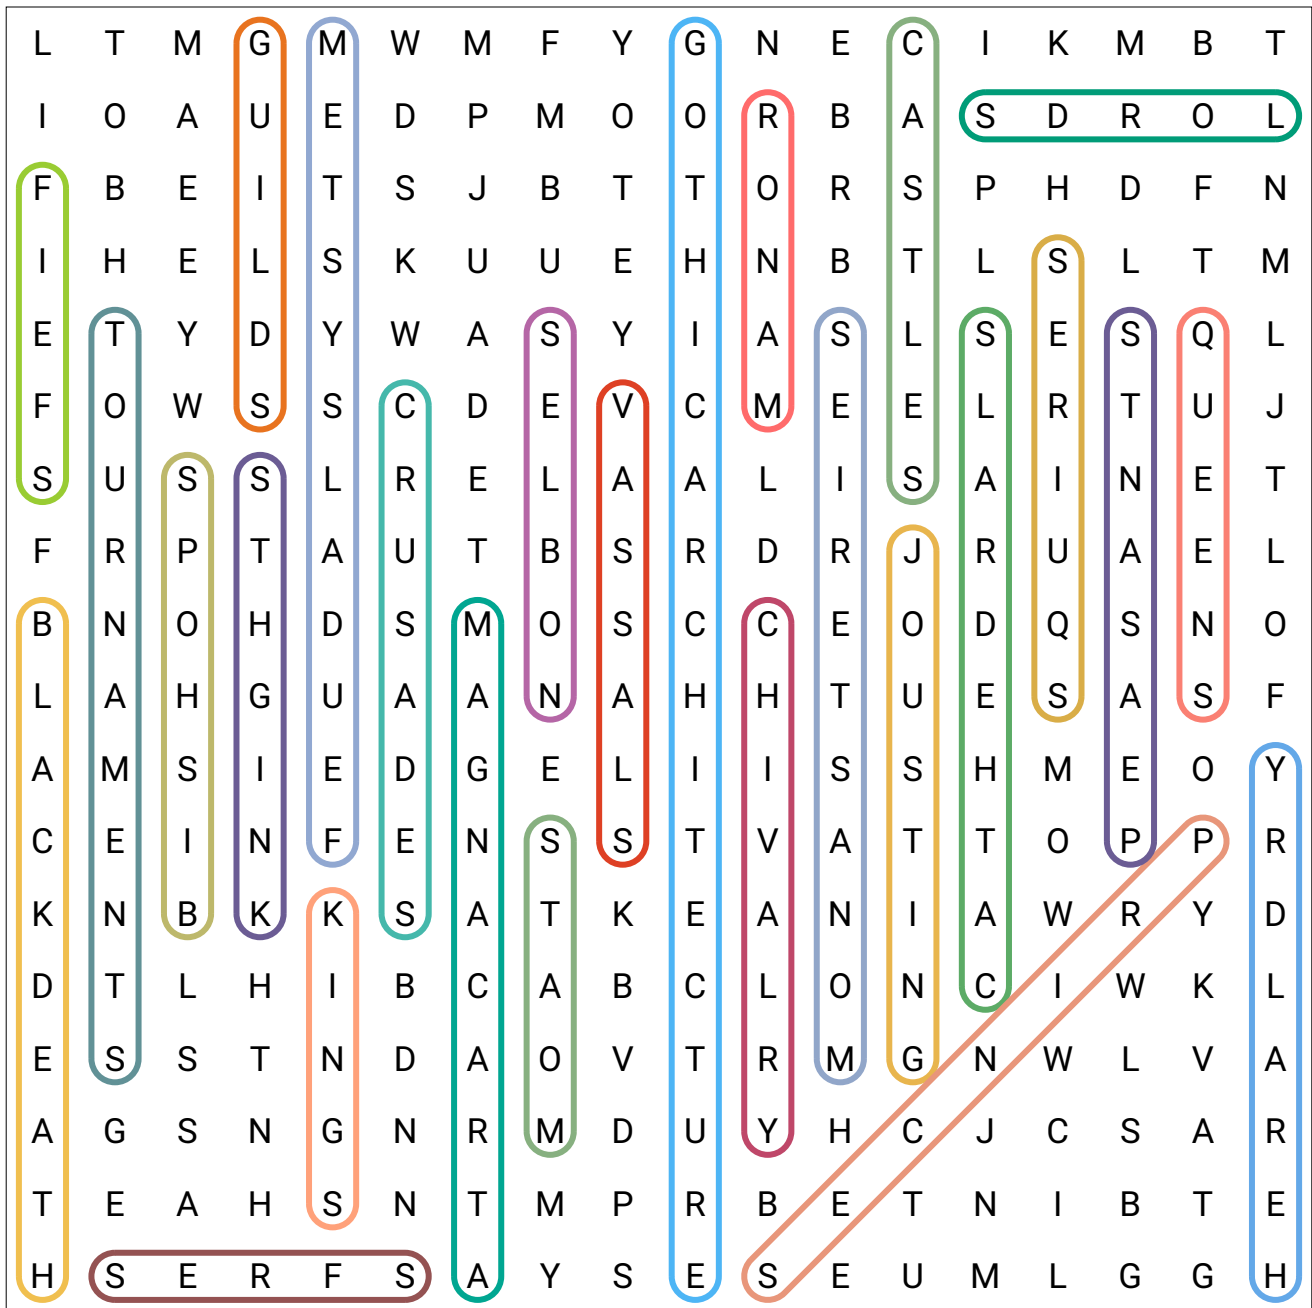 L T M G M W M F Y G N E C I K M B T
I O A U E D P M O O R B A S D R O L
F B E I T S J B T T O R S P H D F N
I H E L S K U U E H N B T L S L T M
E T Y D Y W A S Y I A S L S E S Q L
F O W S S C D E V C M E E L R T U J
S U S S L R E L A A L I S A I N E T
F R P T A U T B S R D R J R U A E L
B N O H D S M O S C C E O D Q S N O
L A H G U A A N A H H T U E S A S F
A M S I E D G E L I I S S H M E O Y
C E I N F E N S S T V A T T O P P R
K N B K K S A T K E A N I A W R Y D
D T L H I B C A B C L O N C I W K L
E S S T N D A O V T R M G N W L V A
A G S N G N R M D U Y H C J C S A R
T E A H S N T M P R B E T N I B T E
H S E R F S A Y S E S E U M L G G H